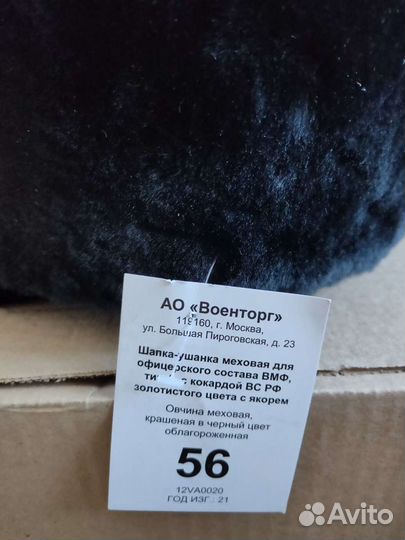 АО «Военторг»
119160, г. Москва,
ул. Большая Пироговская, д. 23
Шапка-ушанка меховая для
офицерского состава ВМФ,
с кокардой ВС РФ
золотистого цвета с якорем
Овчина меховая,
крашеная в черный цвет
облагороженная
56
12VA0020
ГОД ИЗГ.: 21
Avito